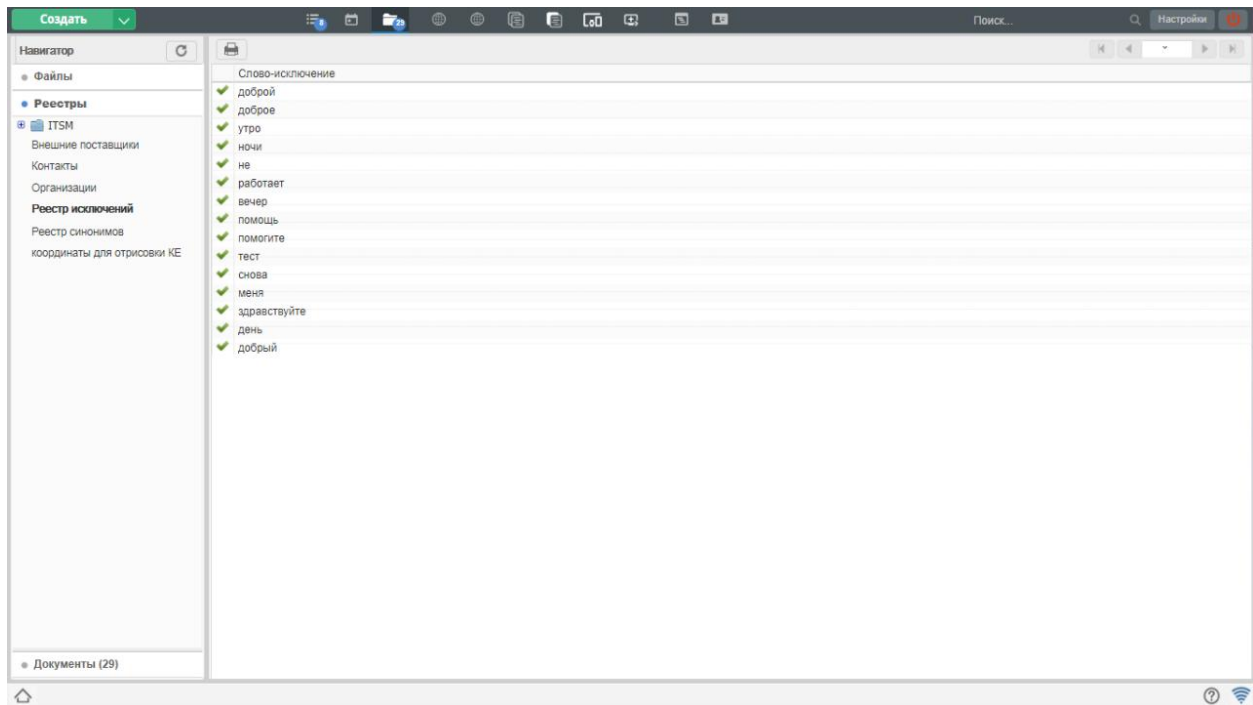 Создать
8
29
Поиск...
Настройки
Навигатор
Файлы
Реестры
ITSM
Внешние поставщики
Контакты
Организации
Реестр исключений
Реестр синонимов
координаты для отрисовки КЕ
Документы (29)
Слово-исключение
доброй
доброе
утро
ночи
не
работает
вечер
помощь
помогите
тест
снова
меня
здравствуйте
день
добрый